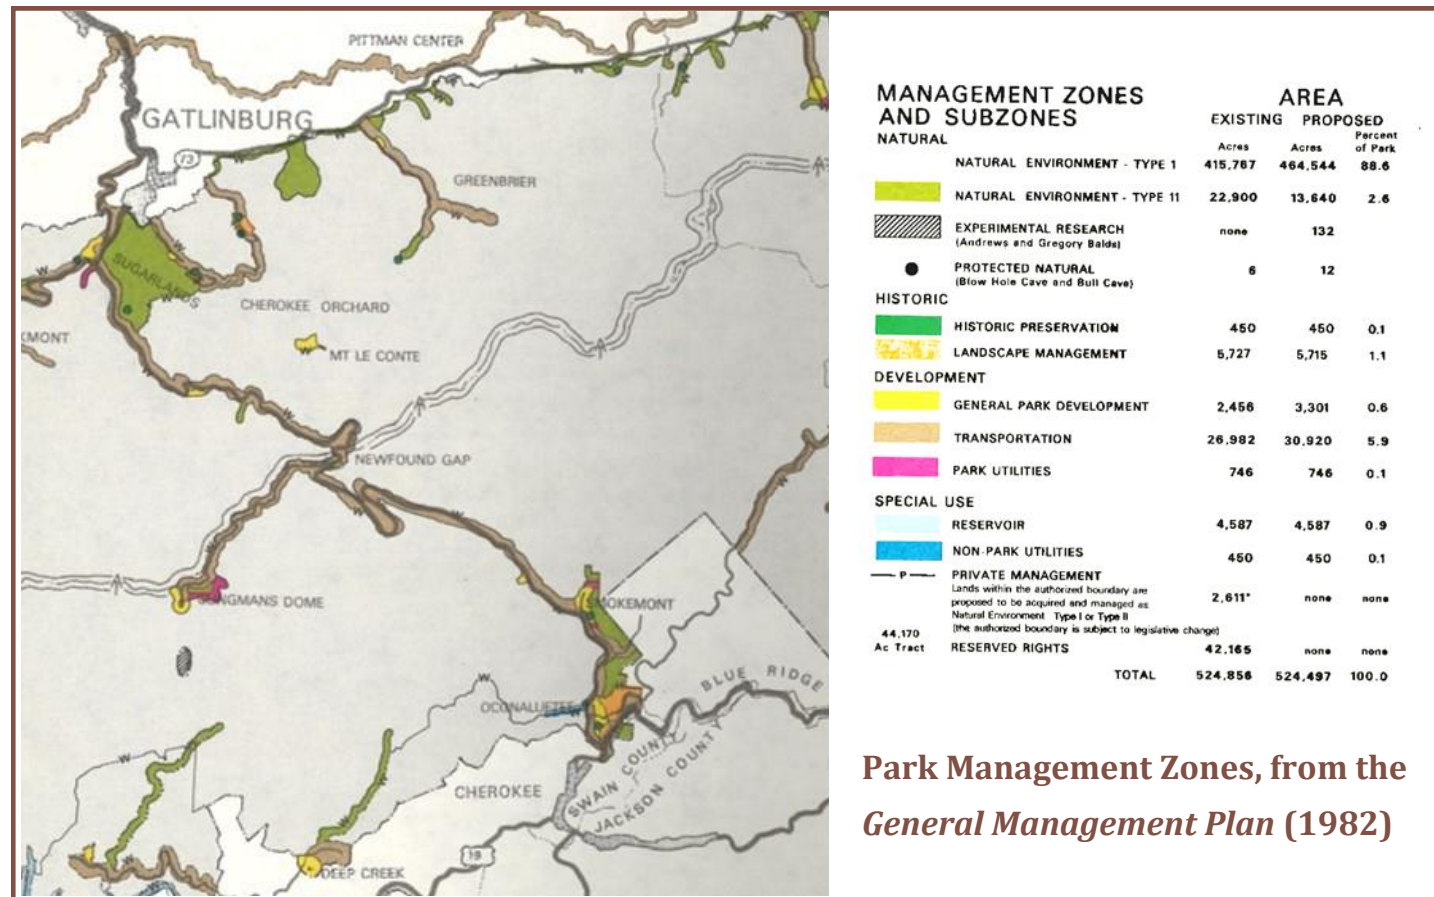 PITTMAN CENTER
GATLINBURG
73
GREENBRIER
SUGARLANDS
CHEROKEE ORCHARD
KMONT
MT LE CONTE
NEWFOUND GAP
CLINGMANS DOME
SMOKEMONT
OCONALUFTEE
BLUE RIDGE
SWAIN COUNTY
JACKSON COUNTY
CHEROKEE
19
DEEP CREEK
MANAGEMENT ZONES AREA
AND SUBZONES EXISTING PROPOSED
NATURAL Acres Acres Percent of Park
NATURAL ENVIRONMENT - TYPE 1 415,767 464,544 88.6
NATURAL ENVIRONMENT - TYPE 11 22,900 13,640 2.6
EXPERIMENTAL RESEARCH none 132
(Andrews and Gregory Balds)
PROTECTED NATURAL 6 12
(Blow Hole Cave and Bull Cave)
HISTORIC
HISTORIC PRESERVATION 450 450 0.1
LANDSCAPE MANAGEMENT 5,727 5,715 1.1
DEVELOPMENT
GENERAL PARK DEVELOPMENT 2,456 3,301 0.6
TRANSPORTATION 26,982 30,920 5.9
PARK UTILITIES 746 746 0.1
SPECIAL USE
RESERVOIR 4,587 4,587 0.9
NON-PARK UTILITIES 450 450 0.1
P PRIVATE MANAGEMENT
Lands within the authorized boundary are
proposed to be acquired and managed as 2,611* none none
Natural Environment Type I or Type II
(the authorized boundary is subject to legislative change)
44,170
Ac Tract RESERVED RIGHTS 42,165 none none
TOTAL 524,856 524,497 100.0
Park Management Zones, from the
General Management Plan (1982)